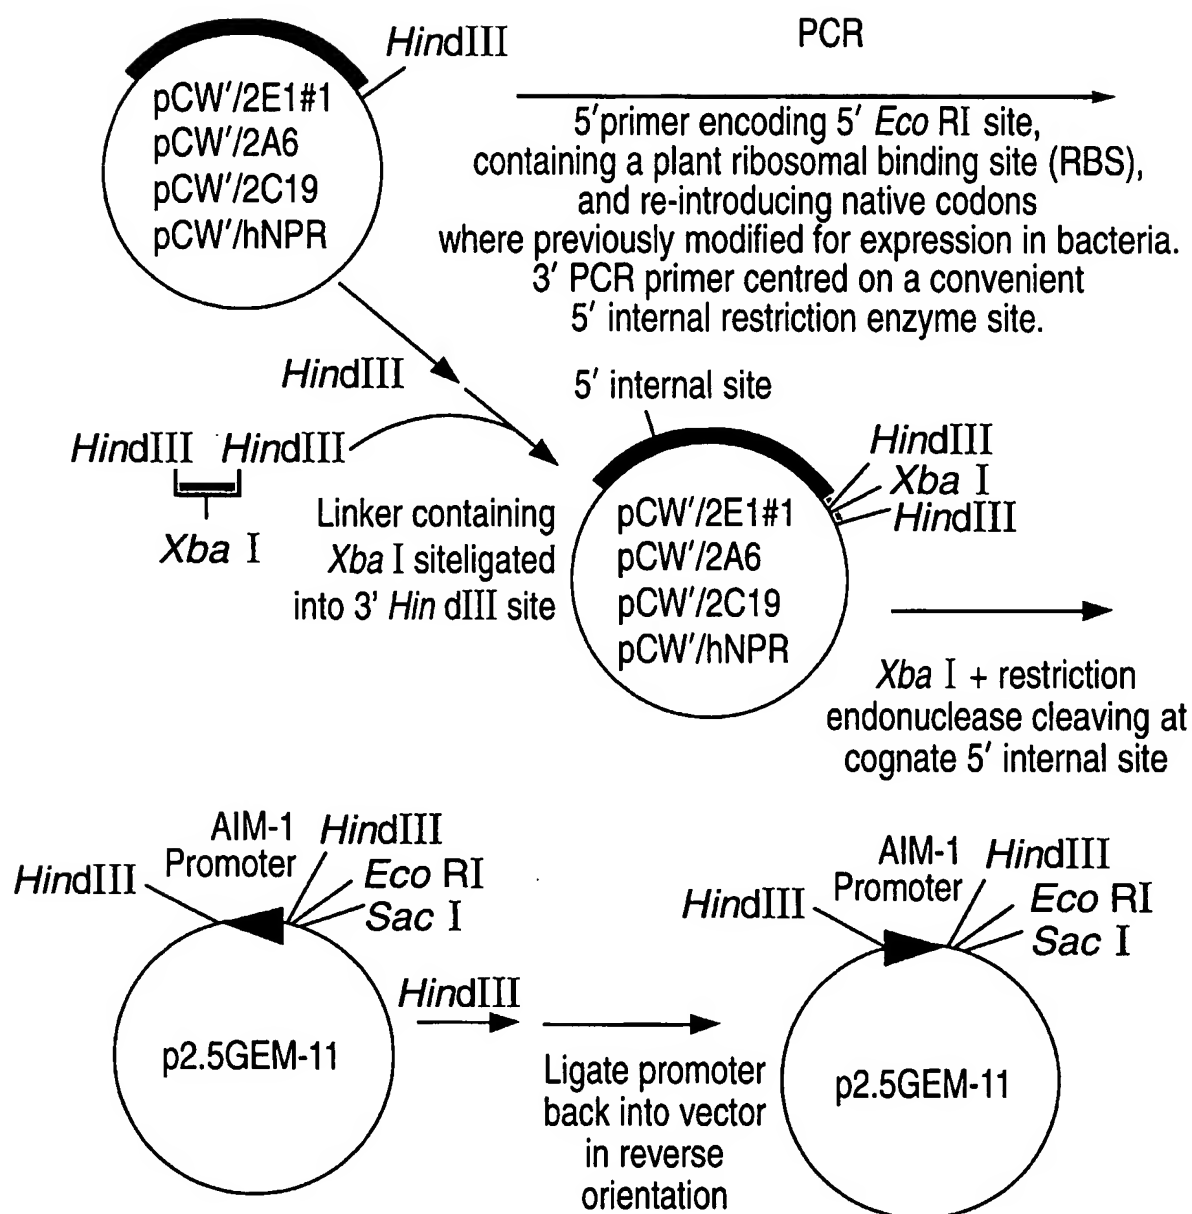 HindIII
PCR
pCW'/2E1#1
pCW'/2A6
pCW'/2C19
pCW'/hNPR
5'primer encoding 5' Eco RI site,
containing a plant ribosomal binding site (RBS),
and re-introducing native codons
where previously modified for expression in bacteria.
3' PCR primer centred on a convenient
5' internal restriction enzyme site.
HindIII
5' internal site
HindIII HindIII
Xba I
Linker containing
Xba I siteligated
into 3' Hin dIII site
HindIII
Xba I
HindIII
pCW'/2E1#1
pCW'/2A6
pCW'/2C19
pCW'/hNPR
Xba I + restriction
endonuclease cleaving at
cognate 5' internal site
AIM-1
Promoter
HindIII
HindIII
Eco RI
Sac I
p2.5GEM-11
HindIII
Ligate promoter
back into vector
in reverse
orientation
AIM-1
Promoter
HindIII
HindIII
Eco RI
Sac I
p2.5GEM-11